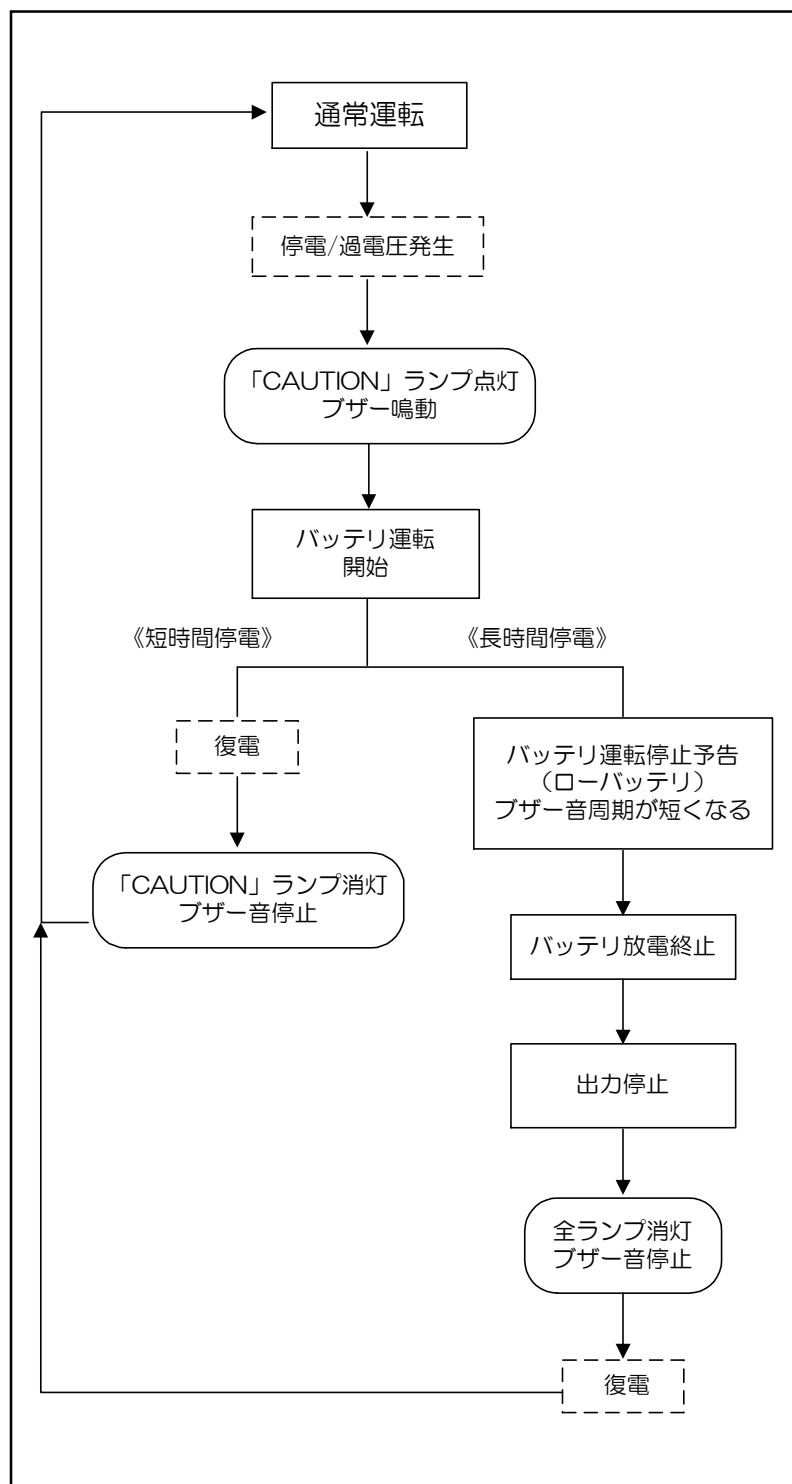 通常運転
停電/過電圧発生
「CAUTION」ランプ点灯
ブザー鳴動
バッテリ運転
開始
《短時間停電》
《長時間停電》
復電
バッテリ運転停止予告
（ローバッテリ）
ブザー音周期が短くなる
「CAUTION」ランプ消灯
ブザー音停止
バッテリ放電終止
出力停止
全ランプ消灯
ブザー音停止
復電